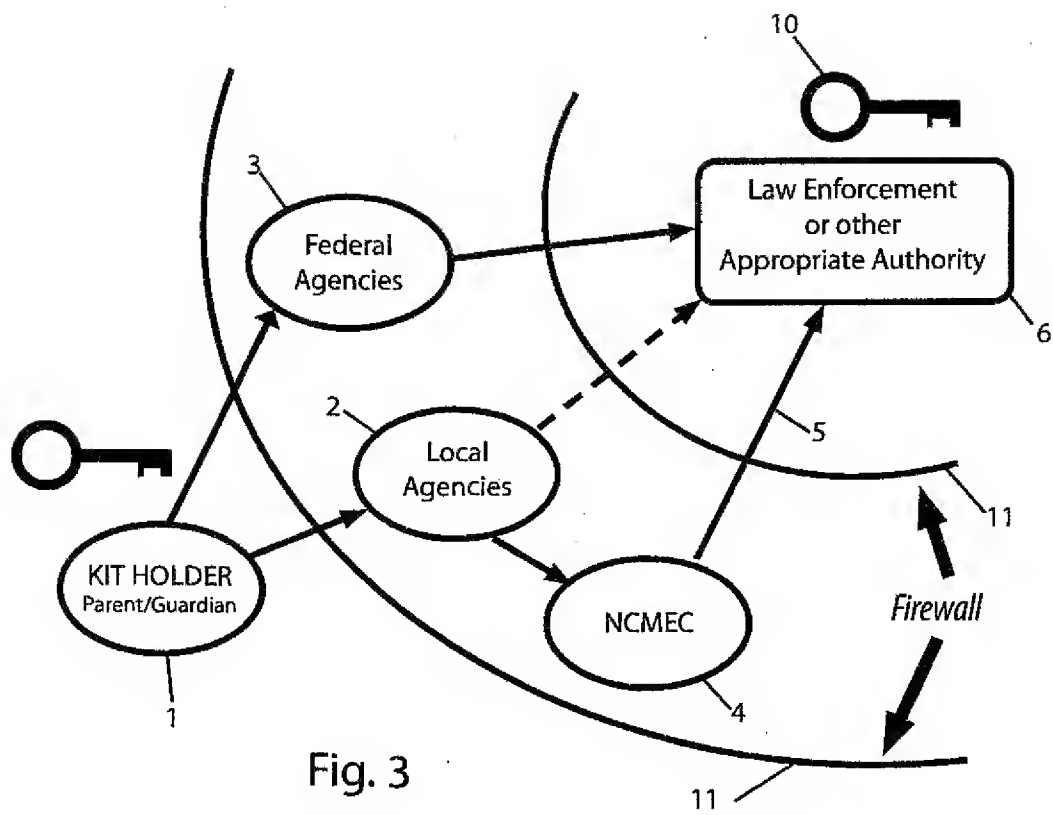 10
3
Federal
Agencies
Law Enforcement
or other
Appropriate Authority
6
2
Local
Agencies
5
11
KIT HOLDER
Parent/Guardian
NCMEC
Firewall
1
4
Fig. 3
11